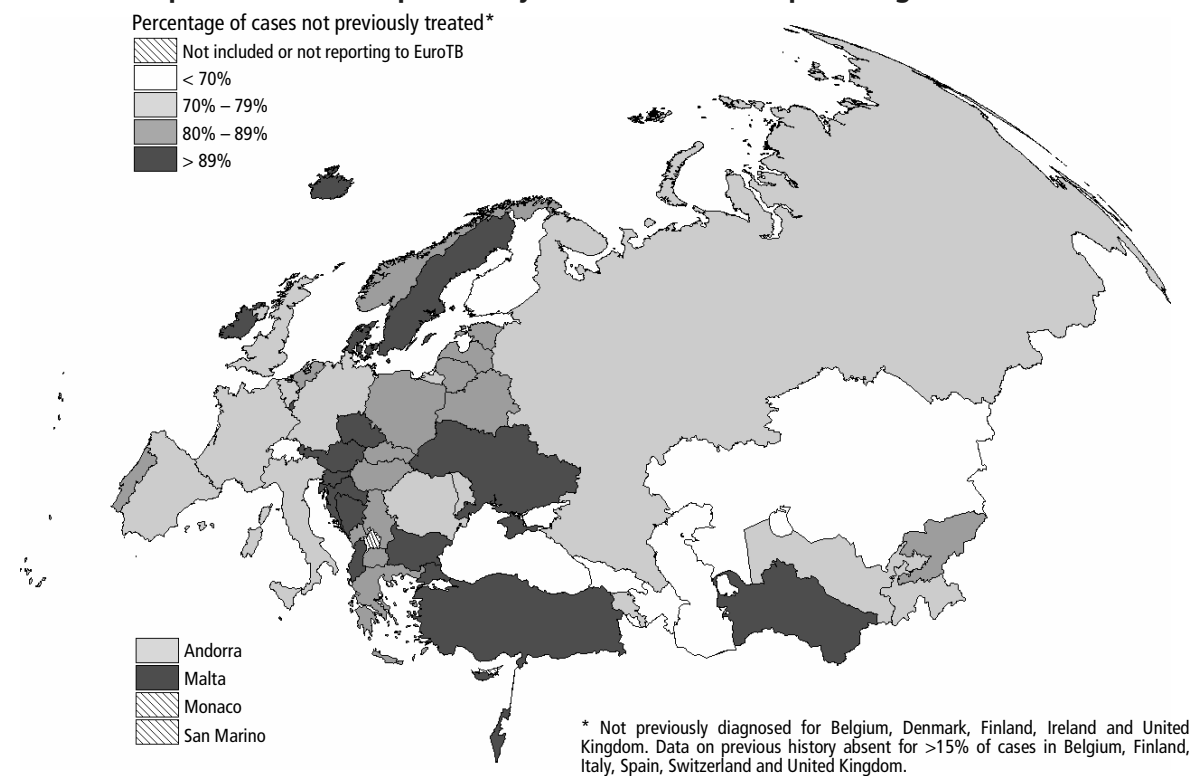 Percentage of cases not previously treated*
Not included or not reporting to EuroTB
< 70%
70% – 79%
80% – 89%
> 89%
Andorra
Malta
Monaco
San Marino
* Not previously diagnosed for Belgium, Denmark, Finland, Ireland and United
Kingdom. Data on previous history absent for >15% of cases in Belgium, Finland,
Italy, Spain, Switzerland and United Kingdom.